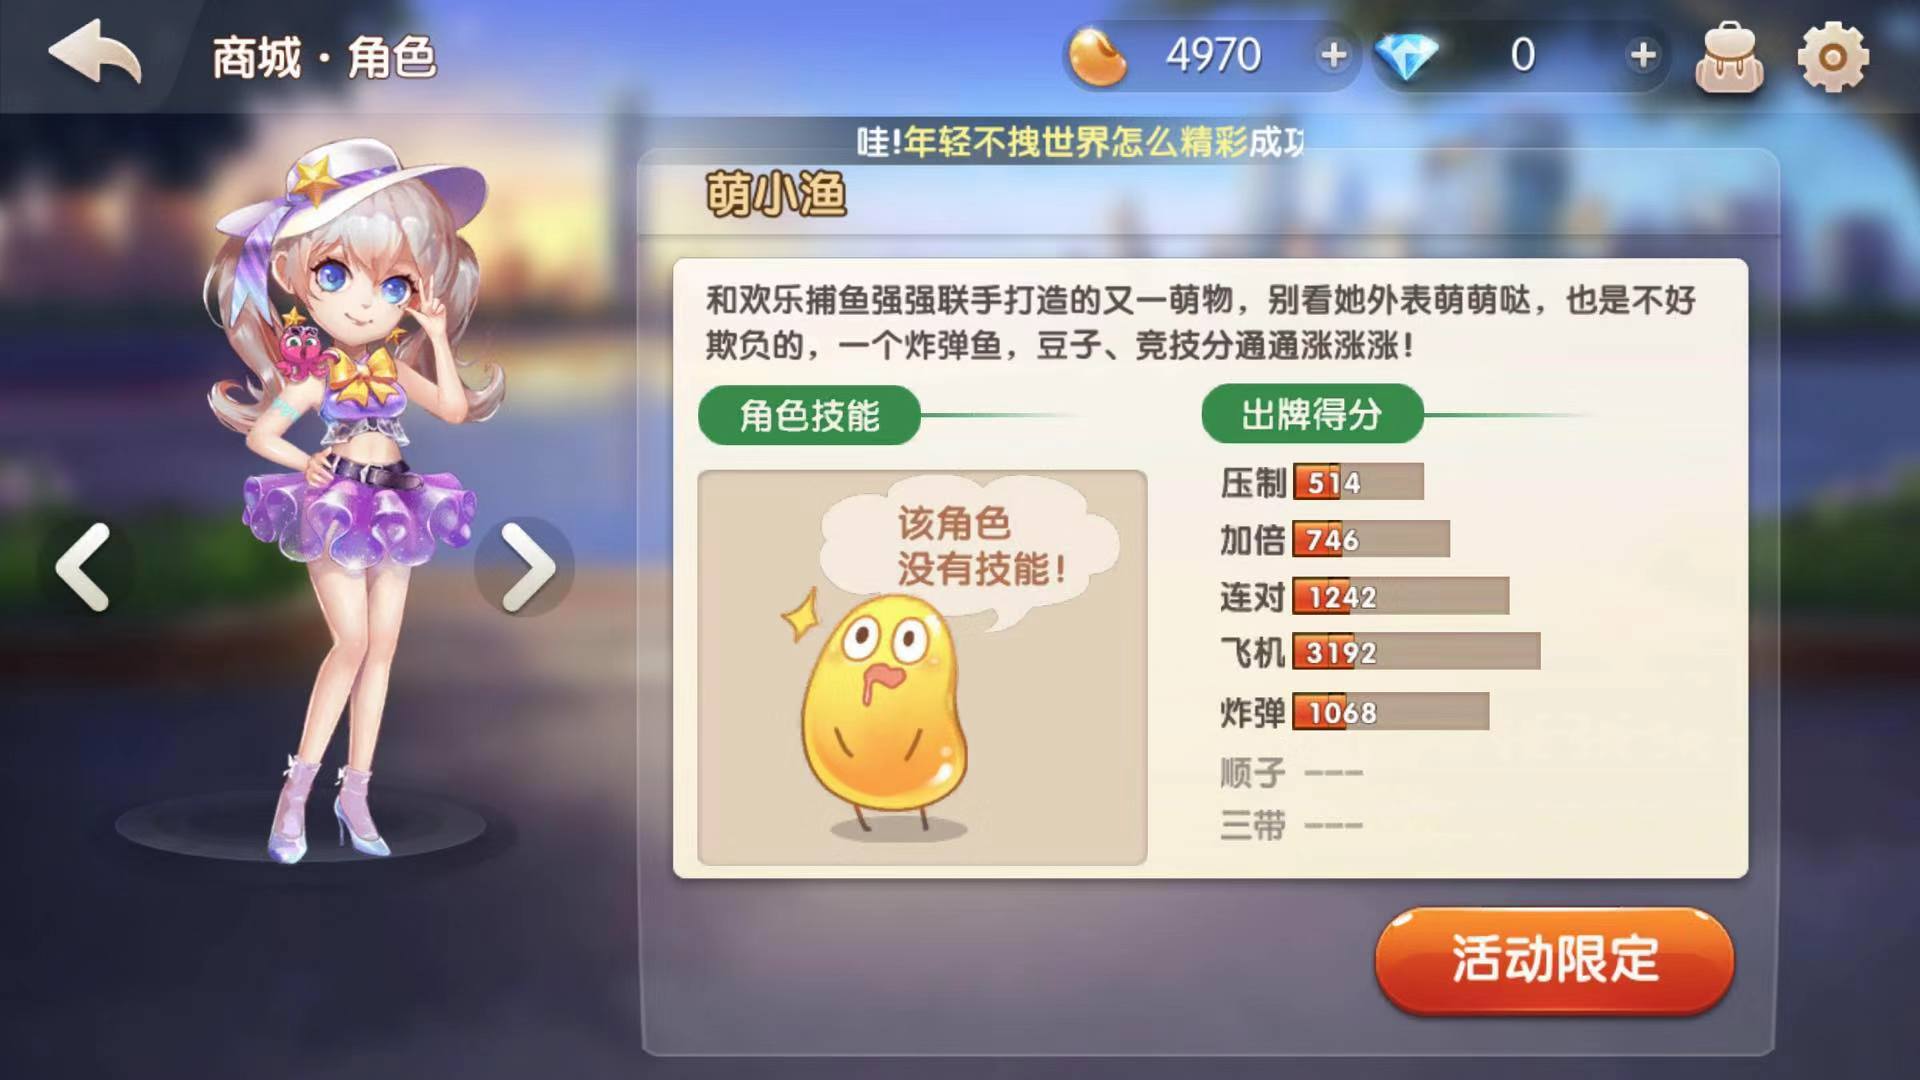 商城·角色
4970
0
哇!年轻不拽世界怎么精彩成功
萌小渔
和欢乐捕鱼强强联手打造的又一萌物，别看她外表萌萌哒，也是不好
欺负的，一个炸弹鱼，豆子、竞技分通通涨涨涨！
角色技能
出牌得分
该角色
没有技能！
压制 514
加倍 746
连对 1242
飞机 3192
炸弹 1068
顺子 ---
三带 ---
活动限定